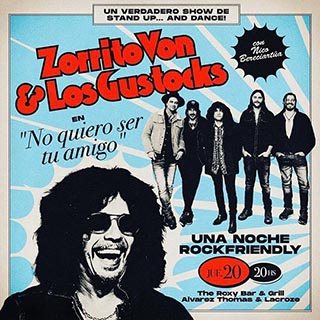 UN VERDADERO SHOW DE
STAND UP... AND DANCE!
Zorrito Von
& Los Gustocks
con
Nico
Bereciartúa
EN
"No quiero ser
tu amigo"
UNA NOCHE
ROCKFRIENDLY
JUE. 20
20HS
The Roxy Bar & Grill
Alvarez Thomas & Lacroze